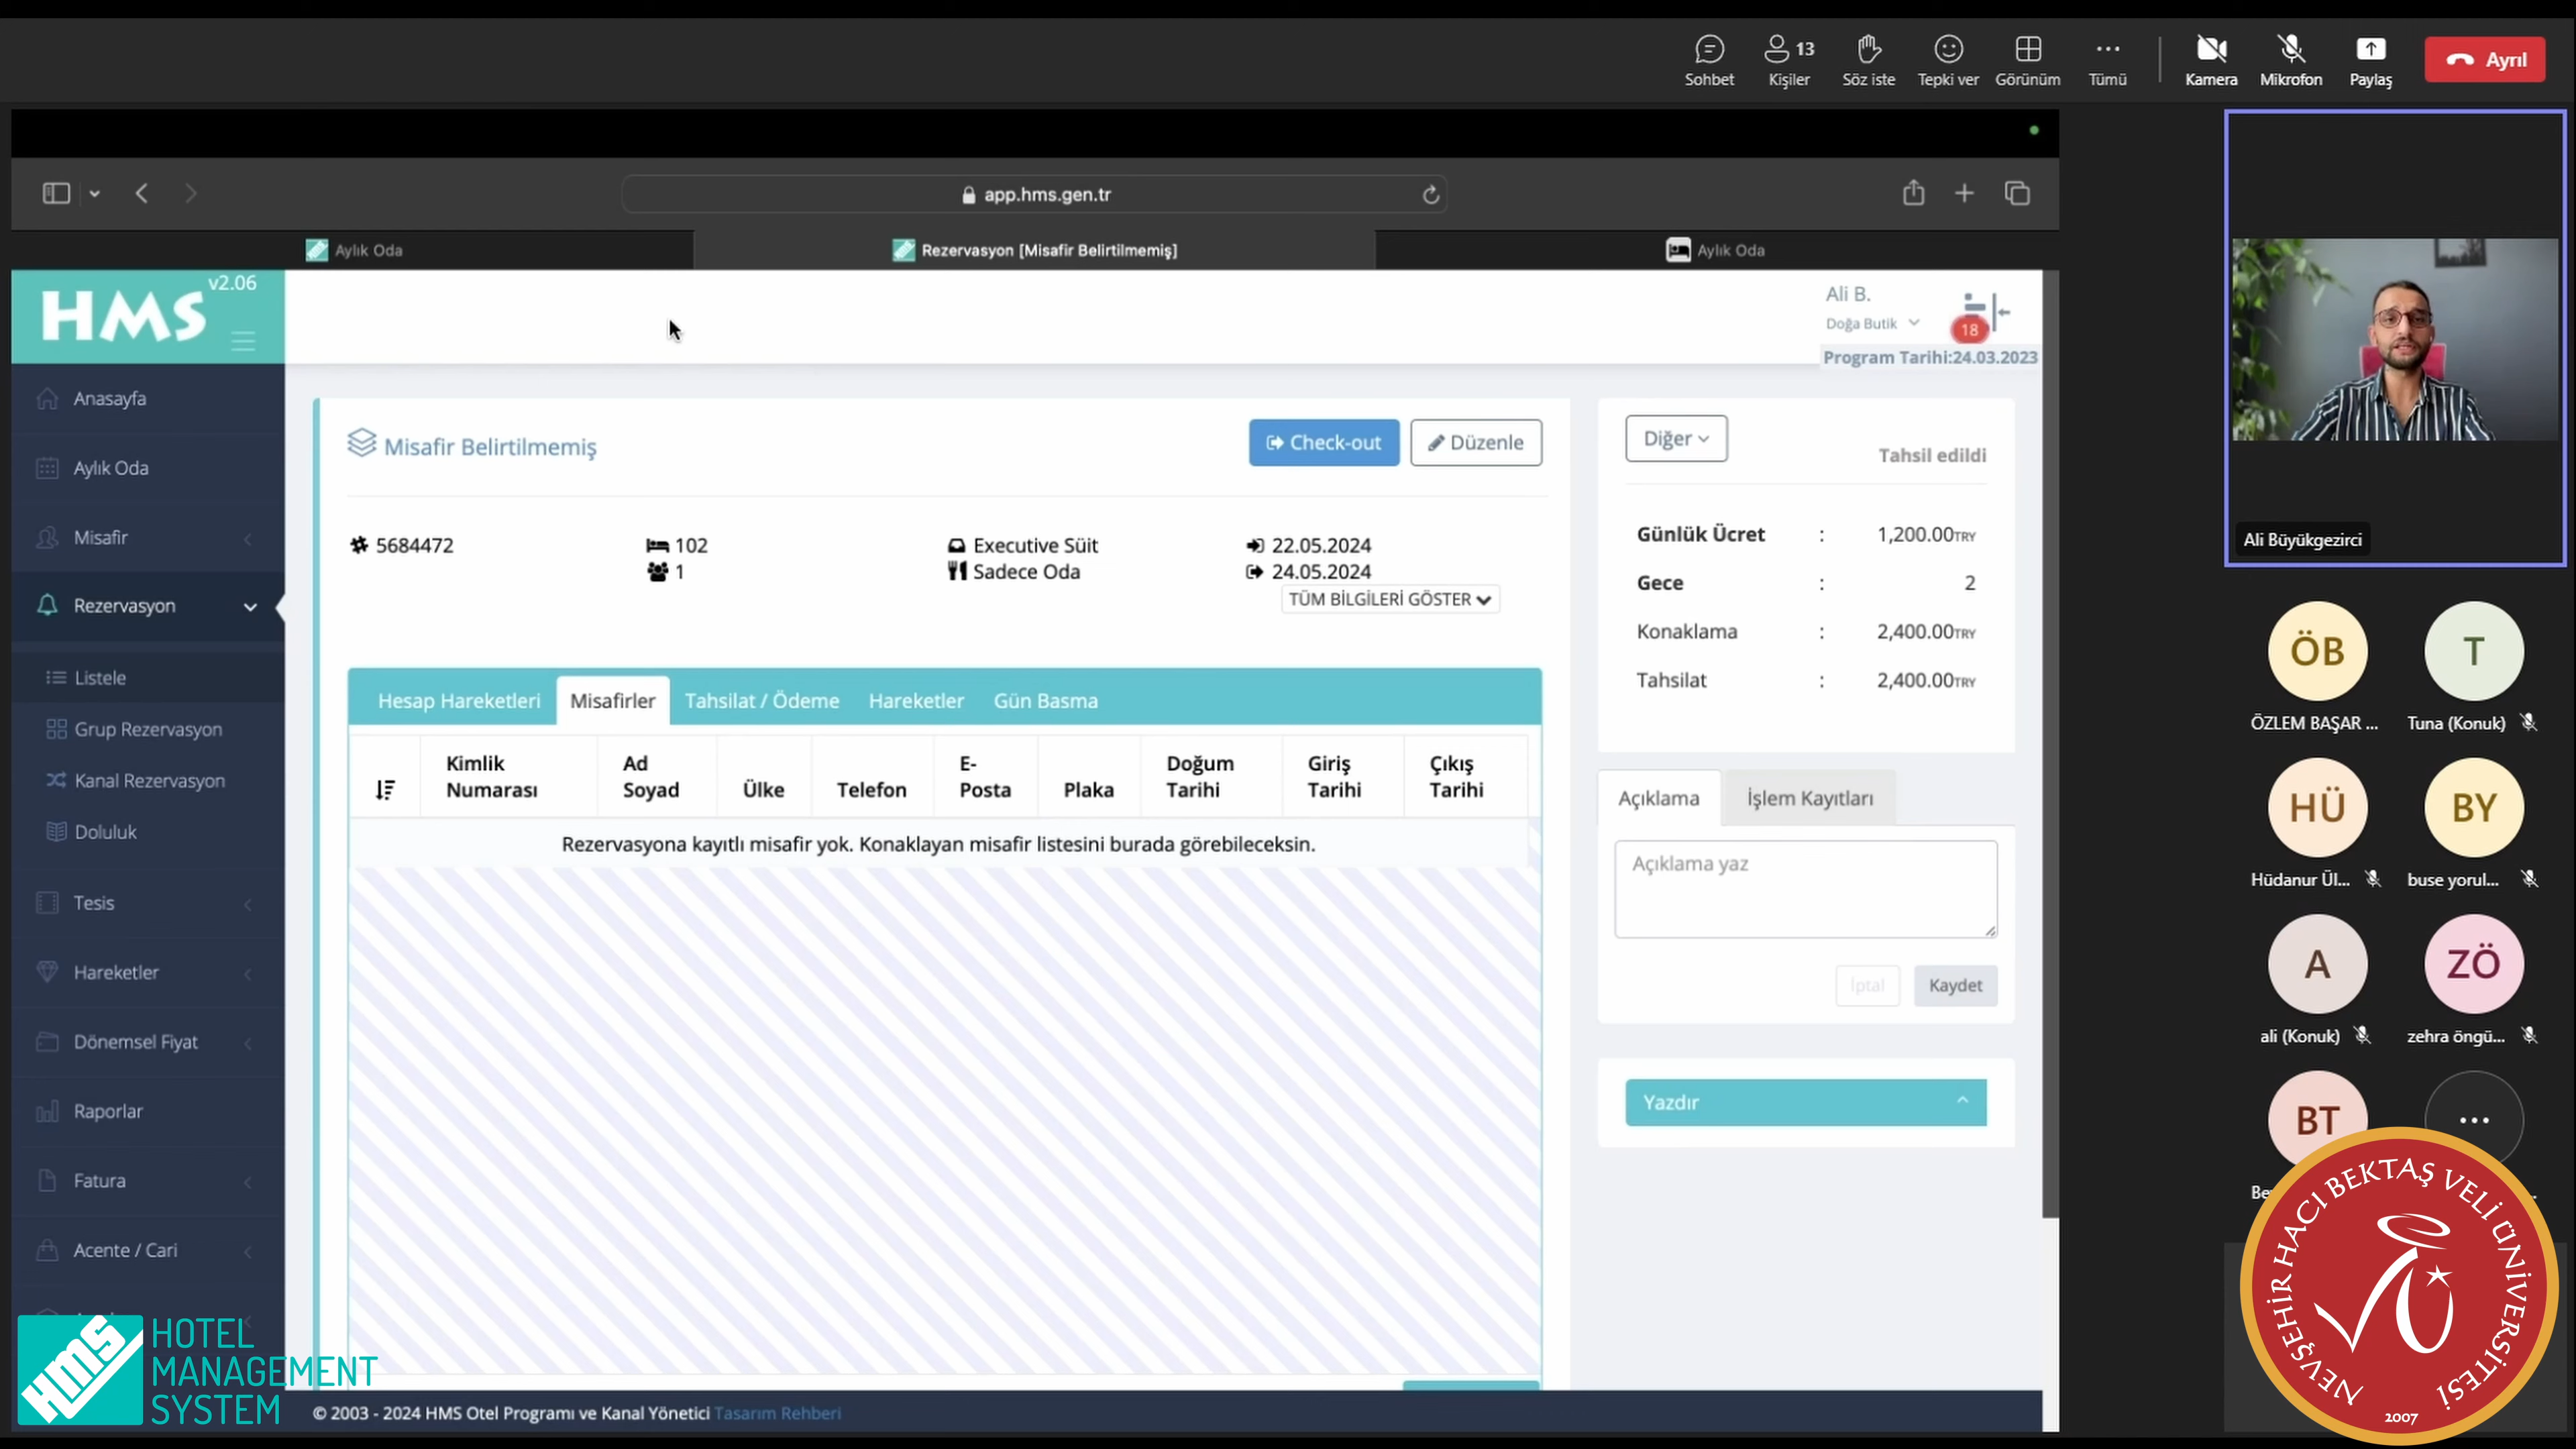 Sohbet
13
Kişiler
Söz iste
Tepki ver
Görünüm
Tümü
Kamera
Mikrofon
Paylaş
Ayrıl
app.hms.gen.tr
Aylık Oda
Rezervasyon [Misafir Belirtilmemiş]
Aylık Oda
HMS
v2.06
Ali B.
Doğa Butik
18
Program Tarihi:24.03.2023
Anasayfa
Aylık Oda
Misafir
Rezervasyon
Listele
Grup Rezervasyon
Kanal Rezervasyon
Doluluk
Tesis
Hareketler
Dönemsel Fiyat
Raporlar
Fatura
Acente / Cari
Misafir Belirtilmemiş
Check-out
Düzenle
5684472
102
Executive Süit
22.05.2024
1
Sadece Oda
24.05.2024
TÜM BİLGİLERİ GÖSTER
Hesap Hareketleri
Misafirler
Tahsilat / Ödeme
Hareketler
Gün Basma
Kimlik Numarası
Ad Soyad
Ülke
Telefon
E-Posta
Plaka
Doğum Tarihi
Giriş Tarihi
Çıkış Tarihi
Rezervasyona kayıtlı misafir yok. Konaklayan misafir listesini burada görebileceksin.
Diğer
Tahsil edildi
Günlük Ücret : 1,200.00TRY
Gece : 2
Konaklama : 2,400.00TRY
Tahsilat : 2,400.00TRY
Açıklama
İşlem Kayıtları
Açıklama yaz
İptal
Kaydet
Yazdır
© 2003 - 2024 HMS Otel Programı ve Kanal Yönetici Tasarım Rehberi
HMS
HOTEL
MANAGEMENT
SYSTEM
Ali Büyükgezirci
ÖB
T
ÖZLEM BAŞAR ...
Tuna (Konuk)
HÜ
BY
Hüdanur Ül...
buse yorul...
A
ZÖ
ali (Konuk)
zehra öngü...
BT
NEVŞEHİR HACI BEKTAŞ VELİ ÜNİVERSİTESİ
2007